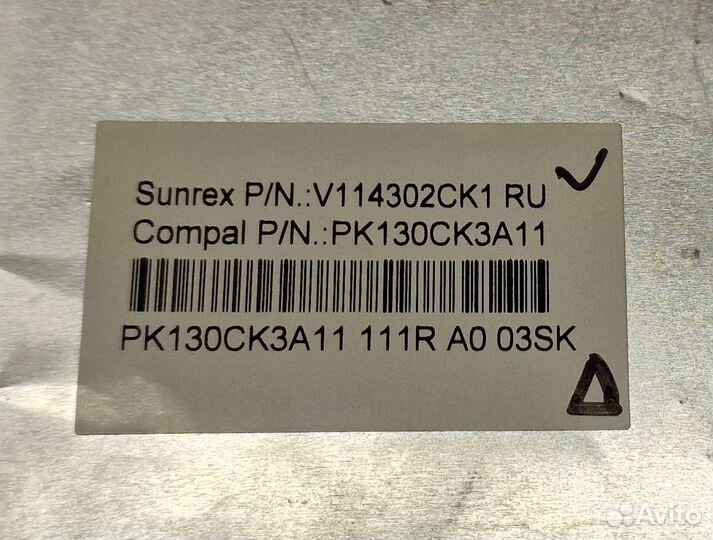 Sunrex P/N.:V114302CK1 RU
Compal P/N.:PK130CK3A11
PK130CK3A11 111R A0 03SK
Avito